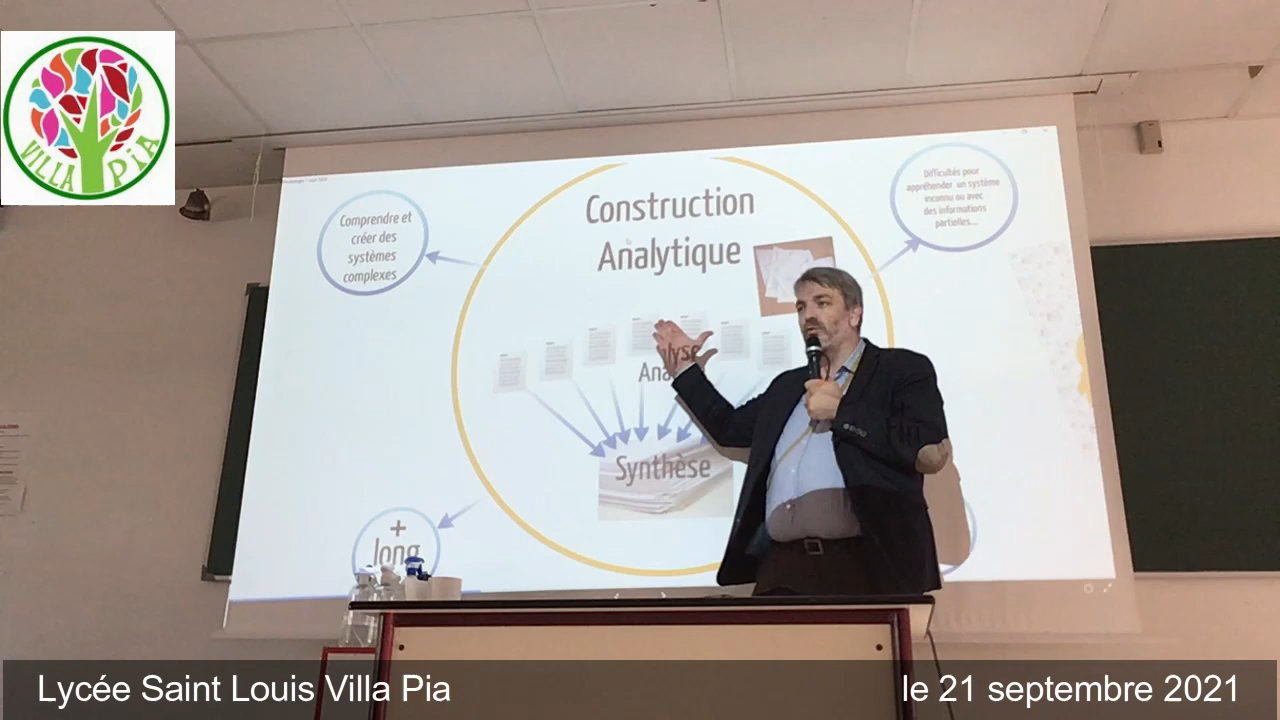 VILLA PIA
Comprendre et
créer des
systèmes
complexes
Construction
Analytique
Difficultés pour
appréhender un système
inconnu ou avec
des informations
partielles...
Synthèse
+
long
Lycée Saint Louis Villa Pia
le 21 septembre 2021